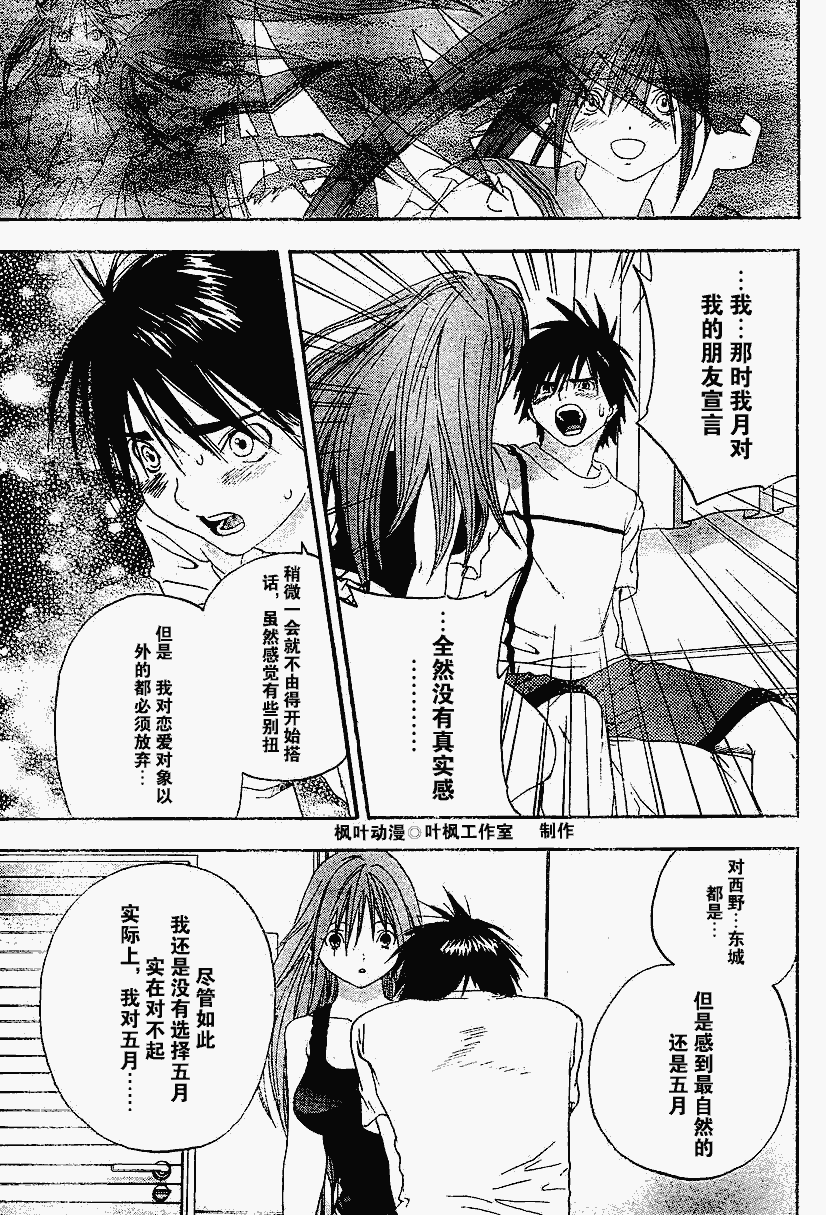 …我…那时我月对
我的朋友宣言
…全然没有真实感
…………
稍微一会就不由得开始搭
话，虽然感觉有些别扭
但是 我对恋爱对象以
外的都必须放弃…
枫叶动漫◎叶枫工作室 制作
对西野…东城
都是…
但是感到最自然的
还是五月
尽管如此
我还是没有选择五月
实在对不起
实际上，我对五月……